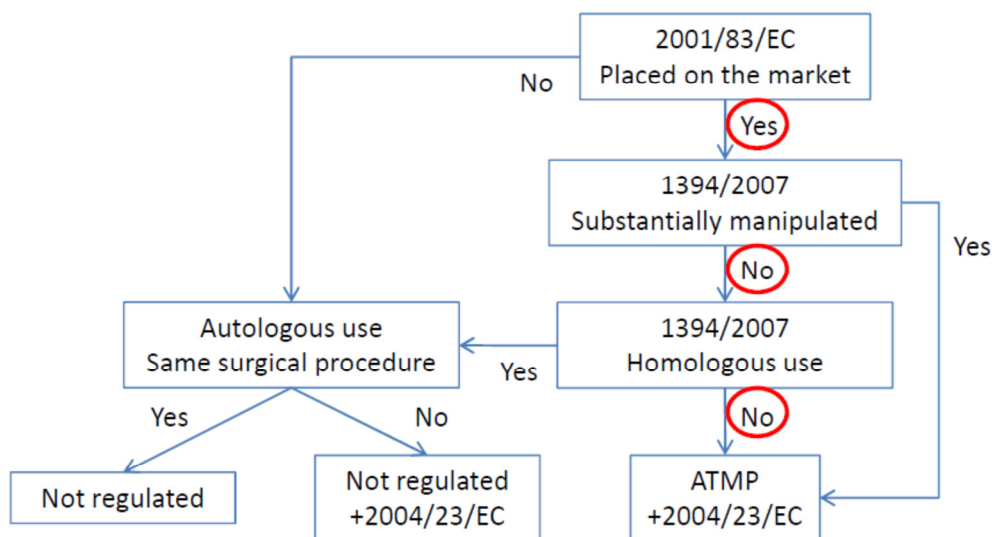 2001/83/EC
Placed on the market
No
Yes
1394/2007
Substantially manipulated
Yes
No
Autologous use
Same surgical procedure
Yes
1394/2007
Homologous use
Yes
No
No
Not regulated
Not regulated
+2004/23/EC
ATMP
+2004/23/EC